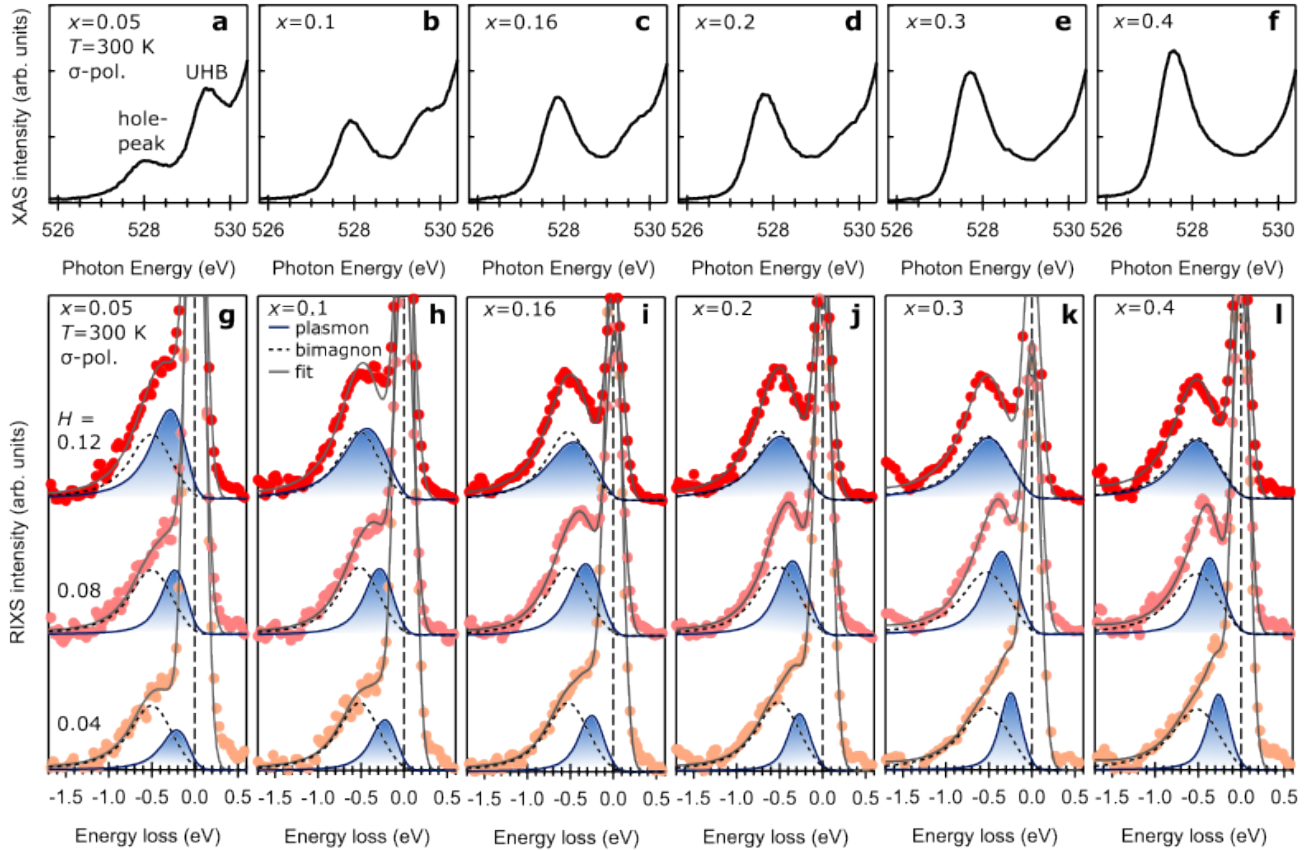 XAS intensity (arb. units)
x=0.05
a
T=300 K
σ-pol.
UHB
hole-
peak
x=0.1
b
x=0.16
c
x=0.2
d
x=0.3
e
x=0.4
f
526 528 530
526 528 530
526 528 530
526 528 530
526 528 530
526 528 530
Photon Energy (eV)
Photon Energy (eV)
Photon Energy (eV)
Photon Energy (eV)
Photon Energy (eV)
Photon Energy (eV)
RIXS intensity (arb. units)
x=0.05
g
T=300 K
σ-pol.
H =
0.12
0.08
0.04
x=0.1
h
plasmon
bimagnon
fit
x=0.16
i
x=0.2
j
x=0.3
k
x=0.4
l
-1.5 -1.0 -0.5 0.0 0.5
-1.5 -1.0 -0.5 0.0 0.5
-1.5 -1.0 -0.5 0.0 0.5
-1.5 -1.0 -0.5 0.0 0.5
-1.5 -1.0 -0.5 0.0 0.5
-1.5 -1.0 -0.5 0.0 0.5
Energy loss (eV)
Energy loss (eV)
Energy loss (eV)
Energy loss (eV)
Energy loss (eV)
Energy loss (eV)